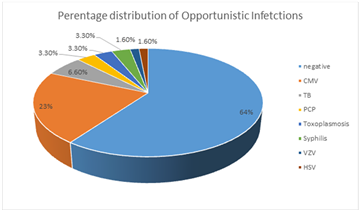 Perentage distribution of Opportunistic Infetctions
3.30%
3.30%
3.30%
1.60%
1.60%
6.60%
23%
64%
negative
CMV
TB
PCP
Toxoplasmosis
Syphilis
VZV
HSV